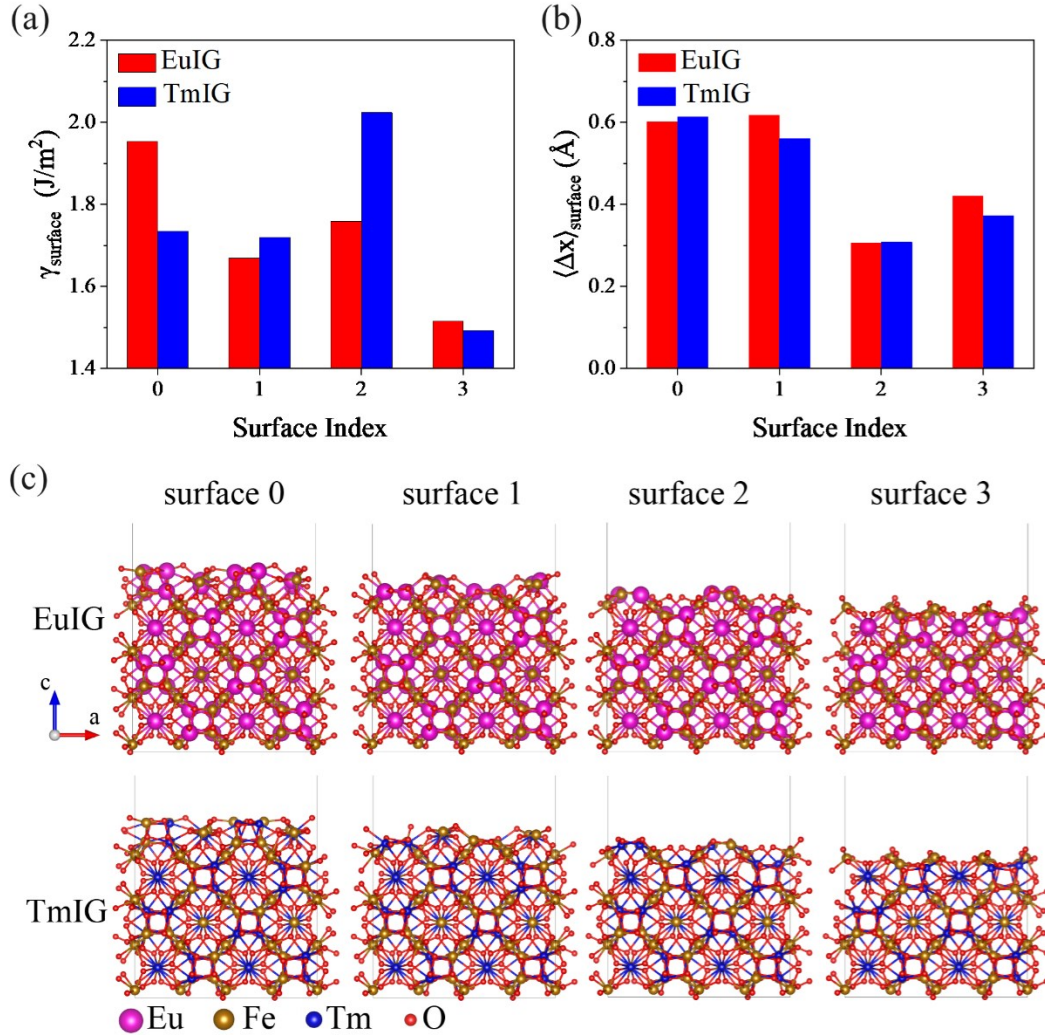 (a)
2.2
2.0
1.8
1.6
1.4
γsurface (J/m²)
EuIG
TmIG
0 1 2 3
Surface Index
(b)
0.8
0.6
0.4
0.2
0.0
⟨Δx⟩surface (Å)
EuIG
TmIG
0 1 2 3
Surface Index
(c)
surface 0 surface 1 surface 2 surface 3
EuIG
c
a
TmIG
Eu Fe Tm O